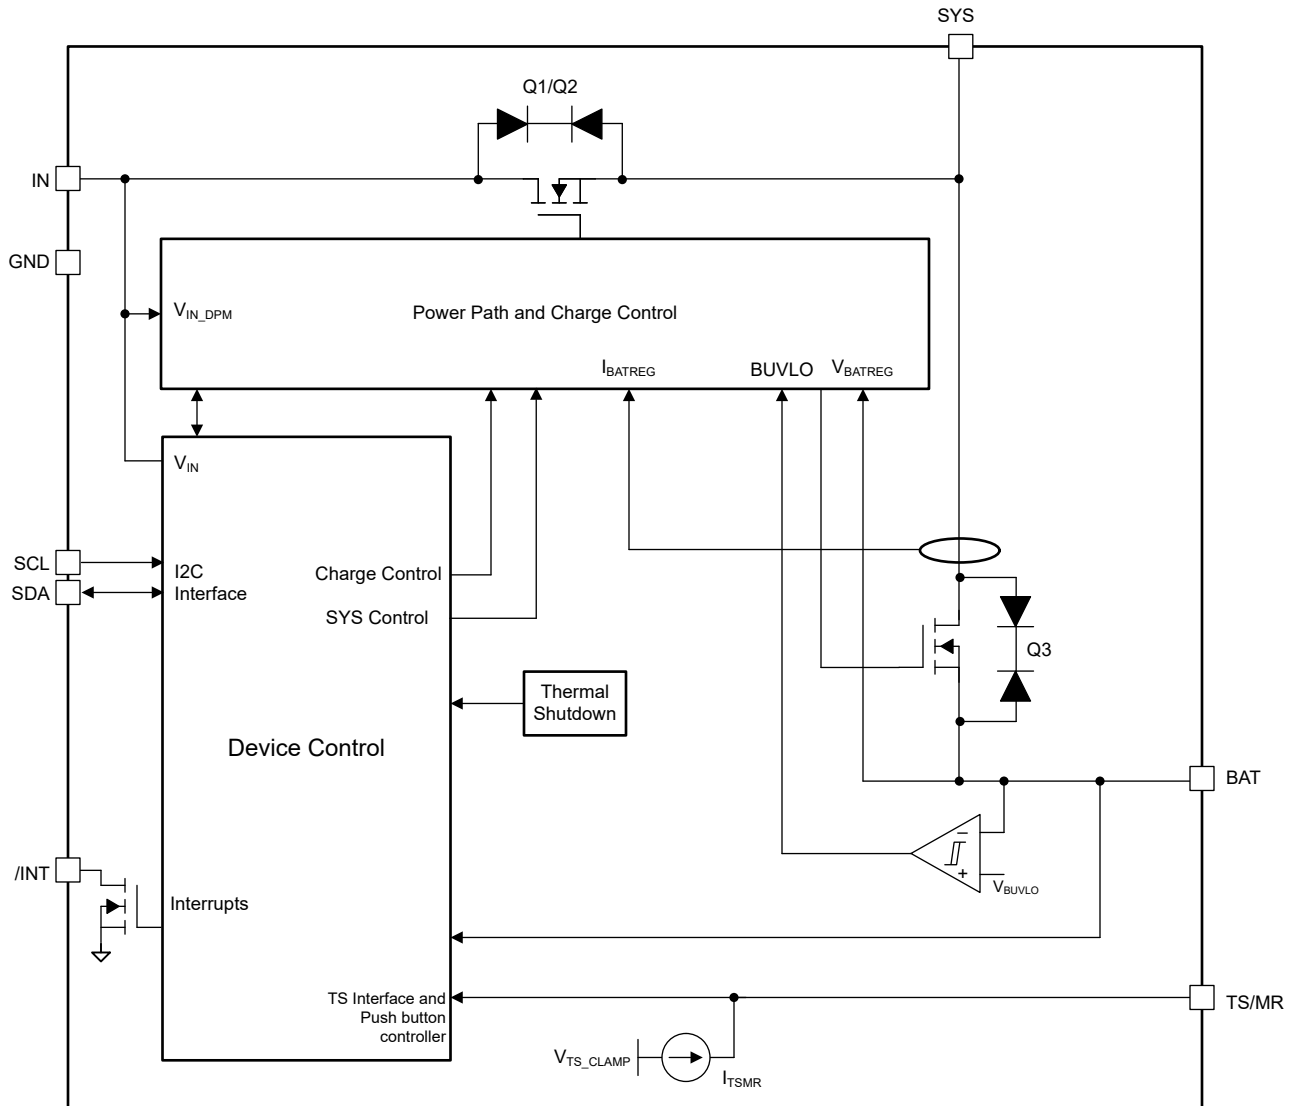 SYS
Q1/Q2
IN
GND
VIN_DPM
Power Path and Charge Control
IBATREG
BUVLO
VBATREG
VIN
SCL
SDA
I2C
Interface
Charge Control
SYS Control
Q3
Thermal
Shutdown
Device Control
BAT
−
+
VBUVLO
/INT
Interrupts
TS Interface and
Push button
controller
TS/MR
VTS_CLAMP
ITSMR